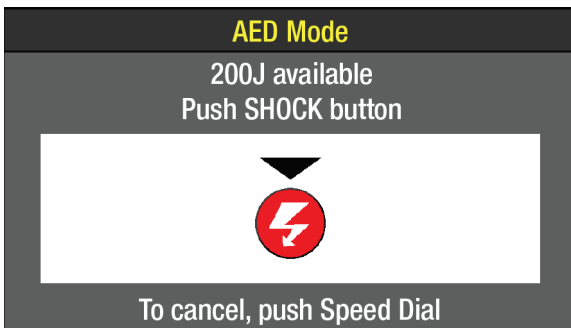 AED Mode
200J available
Push SHOCK button
To cancel, push Speed Dial